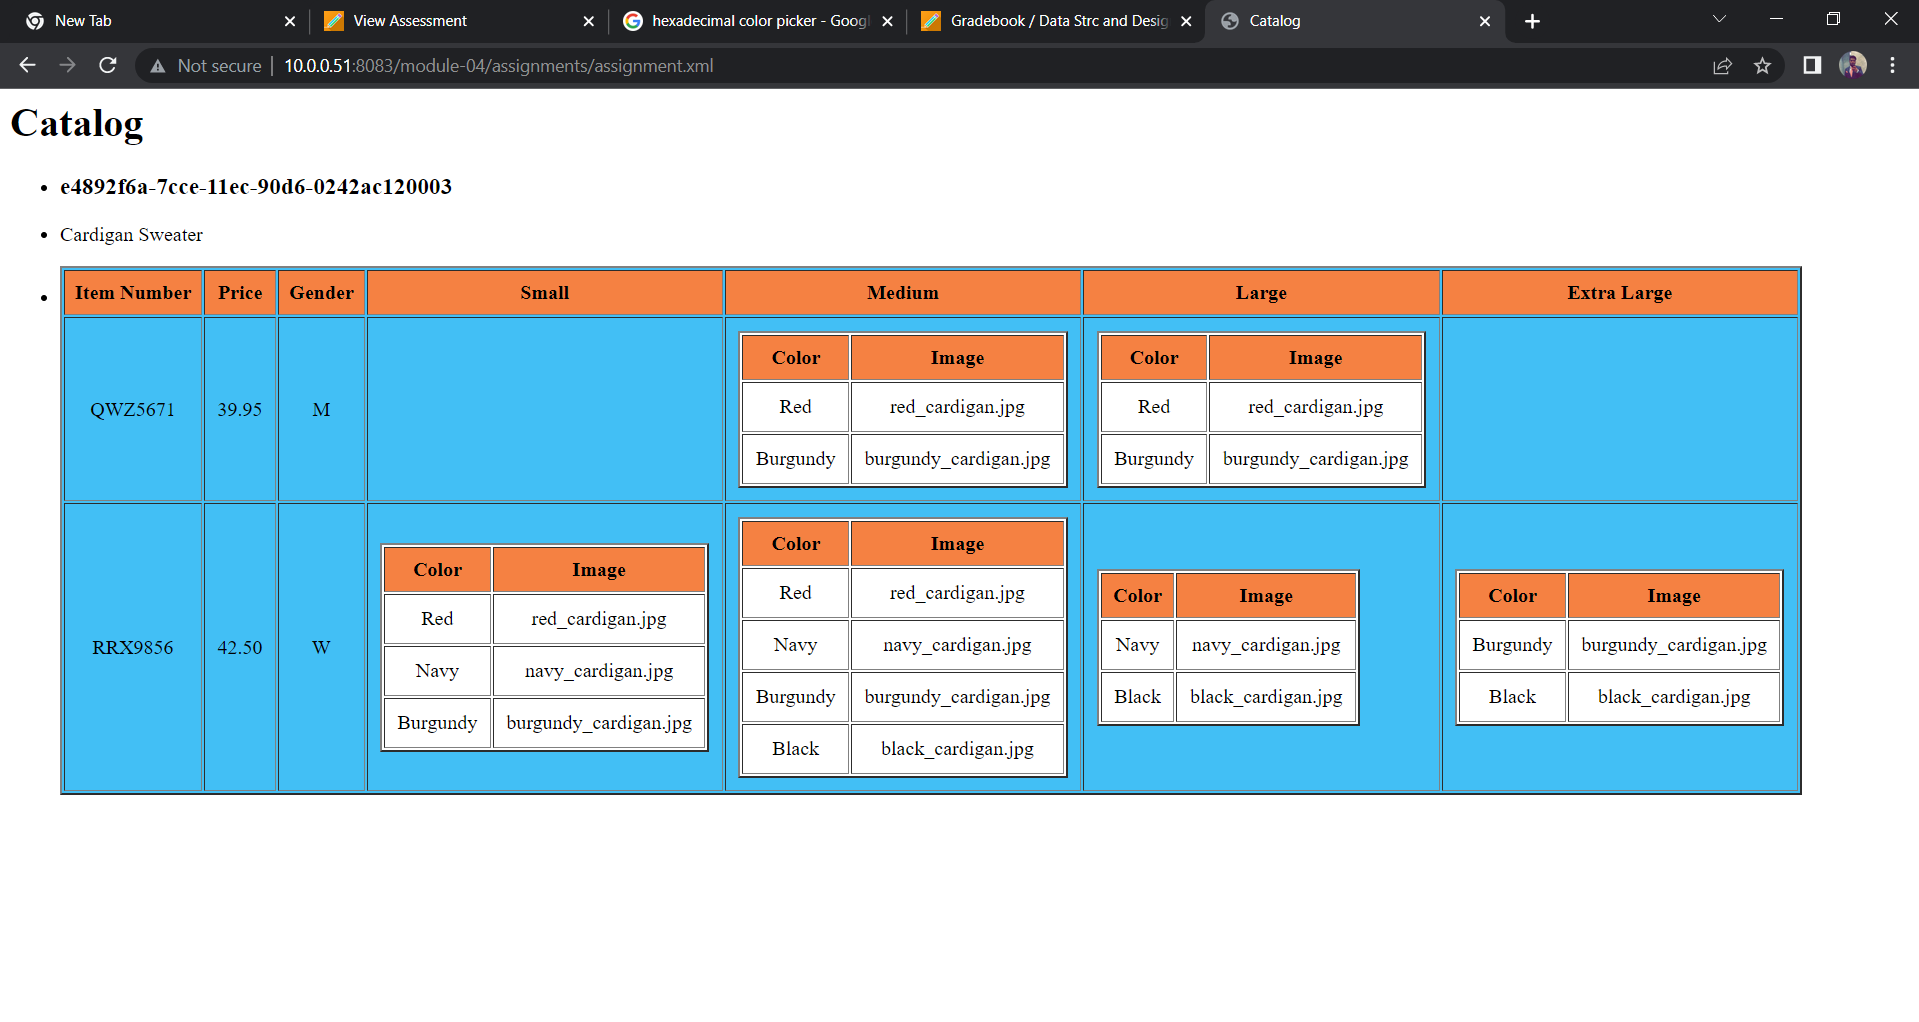 New Tab
View Assessment
hexadecimal color picker - Googl
Gradebook / Data Strc and Desig
Catalog
Not secure
10.0.0.51:8083/module-04/assignments/assignment.xml
Catalog
e4892f6a-7cce-11ec-90d6-0242ac120003
Cardigan Sweater
Item Number Price Gender Small Medium Large Extra Large
QWZ5671 39.95 M
Color Image
Red red_cardigan.jpg
Burgundy burgundy_cardigan.jpg
Color Image
Red red_cardigan.jpg
Burgundy burgundy_cardigan.jpg
RRX9856 42.50 W
Color Image
Red red_cardigan.jpg
Navy navy_cardigan.jpg
Burgundy burgundy_cardigan.jpg
Color Image
Red red_cardigan.jpg
Navy navy_cardigan.jpg
Burgundy burgundy_cardigan.jpg
Black black_cardigan.jpg
Color Image
Navy navy_cardigan.jpg
Black black_cardigan.jpg
Color Image
Burgundy burgundy_cardigan.jpg
Black black_cardigan.jpg